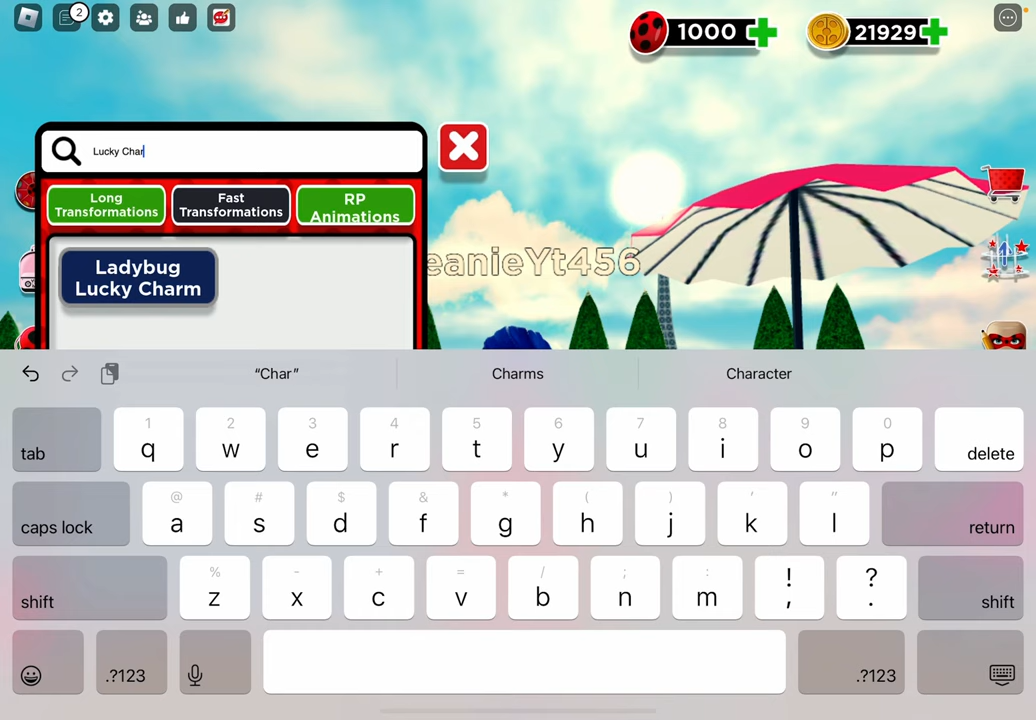 2
1000
21929
Lucky Char
Long
Transformations
Fast
Transformations
RP
Animations
Ladybug
Lucky Charm
eanieYt456
“Char”
Charms
Character
1 2 3 4 5 6 7 8 9 0
tab q w e r t y u i o p delete
@ # $ & * ( ) ' "
caps lock a s d f g h j k l return
% - + = / ; : ! ?
shift z x c v b n m , . shift
.?123 .?123